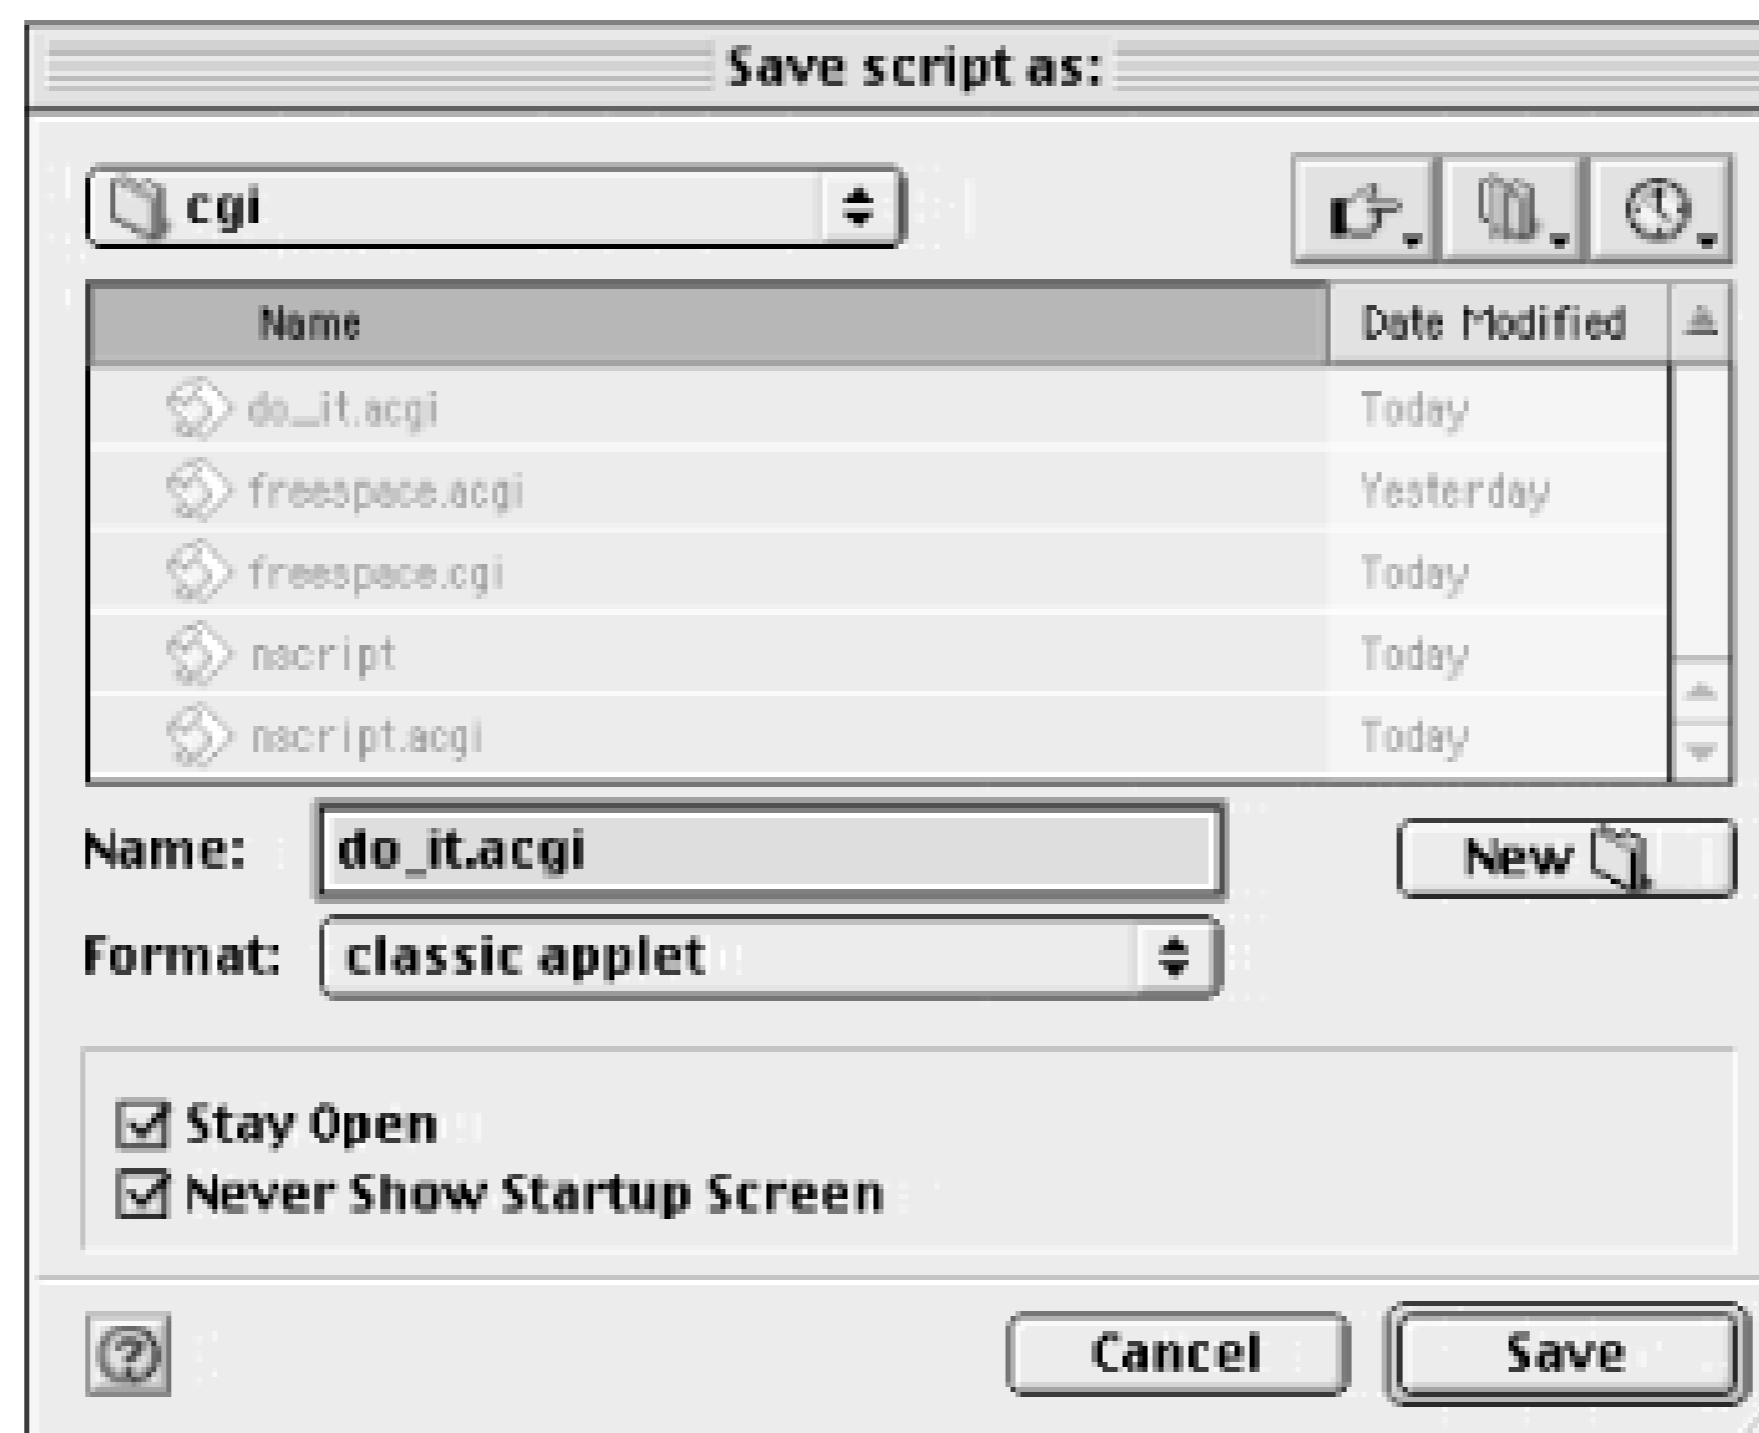 Save script as:
cgi
Name Date Modified
do_it.acgi Today
freespace.acgi Yesterday
freespace.cgi Today
nscript Today
nscript.acgi Today
Name: do_it.acgi New
Format: classic applet
Stay Open
Never Show Startup Screen
? Cancel Save